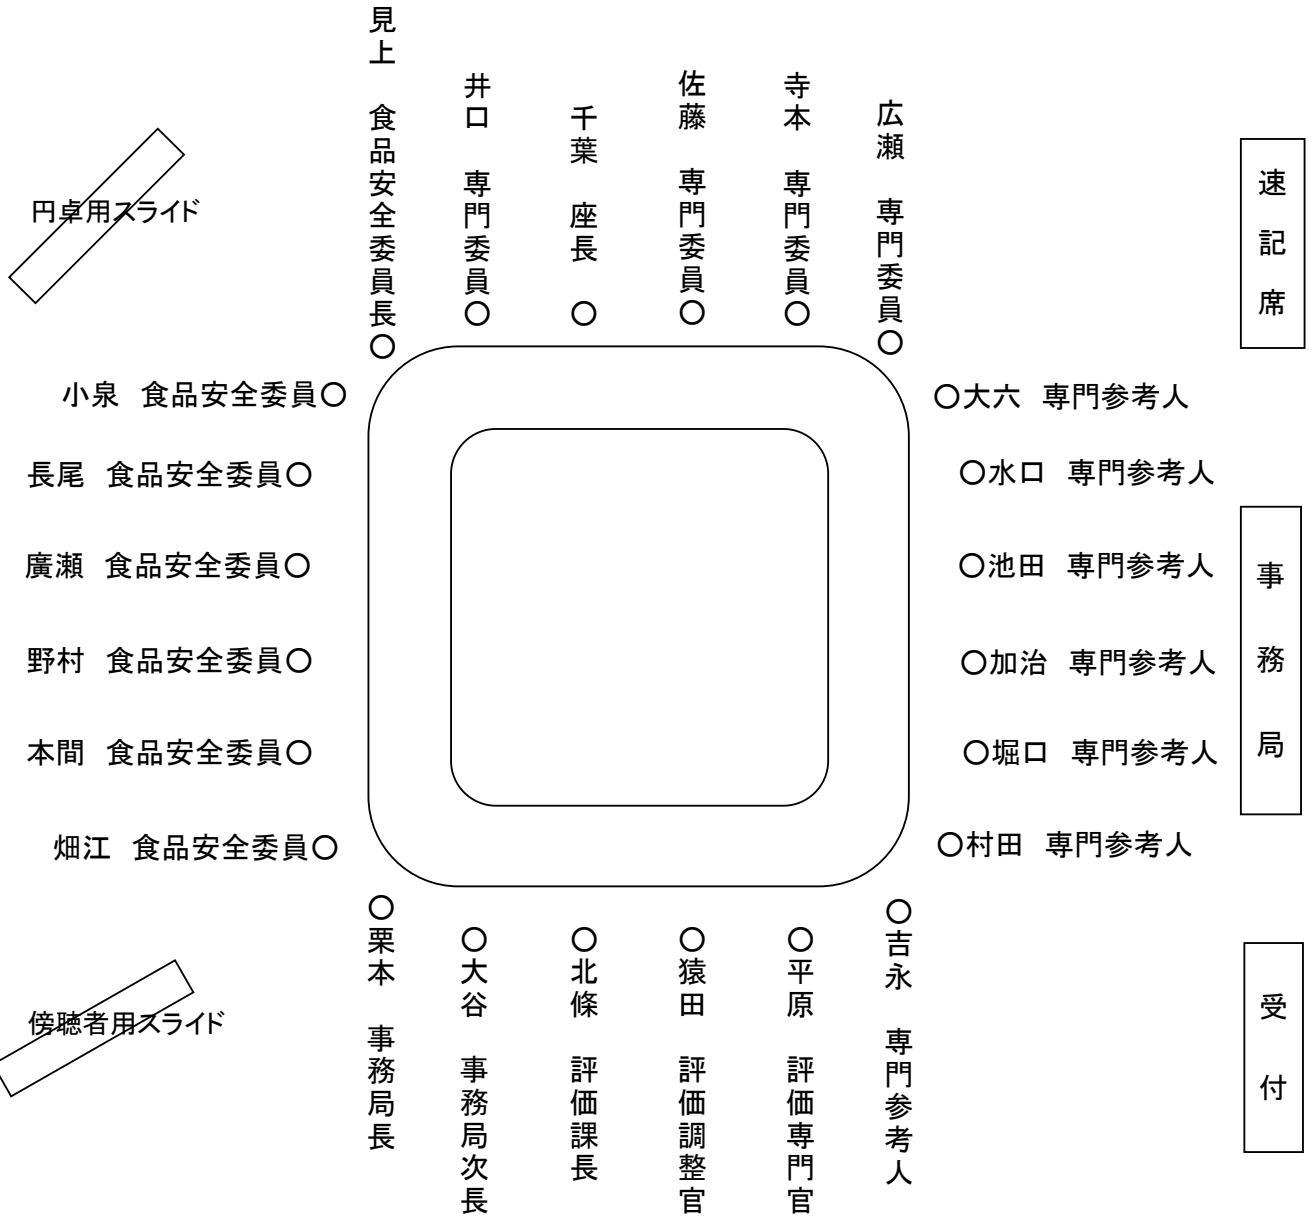 見上　食品安全委員長○
井口　専門委員○
千葉　座長　○
佐藤　専門委員○
寺本　専門委員○
広瀬　専門委員○
円卓用スライド
速記席
小泉　食品安全委員○
長尾　食品安全委員○
廣瀬　食品安全委員○
野村　食品安全委員○
本間　食品安全委員○
畑江　食品安全委員○
○大六　専門参考人
○水口　専門参考人
○池田　専門参考人
○加治　専門参考人
○堀口　専門参考人
○村田　専門参考人
事務局
傍聴者用スライド
○栗本　事務局長
○大谷　事務局次長
○北條　評価課長
○猿田　評価調整官
○平原　評価専門官
○吉永　専門参考人
受付